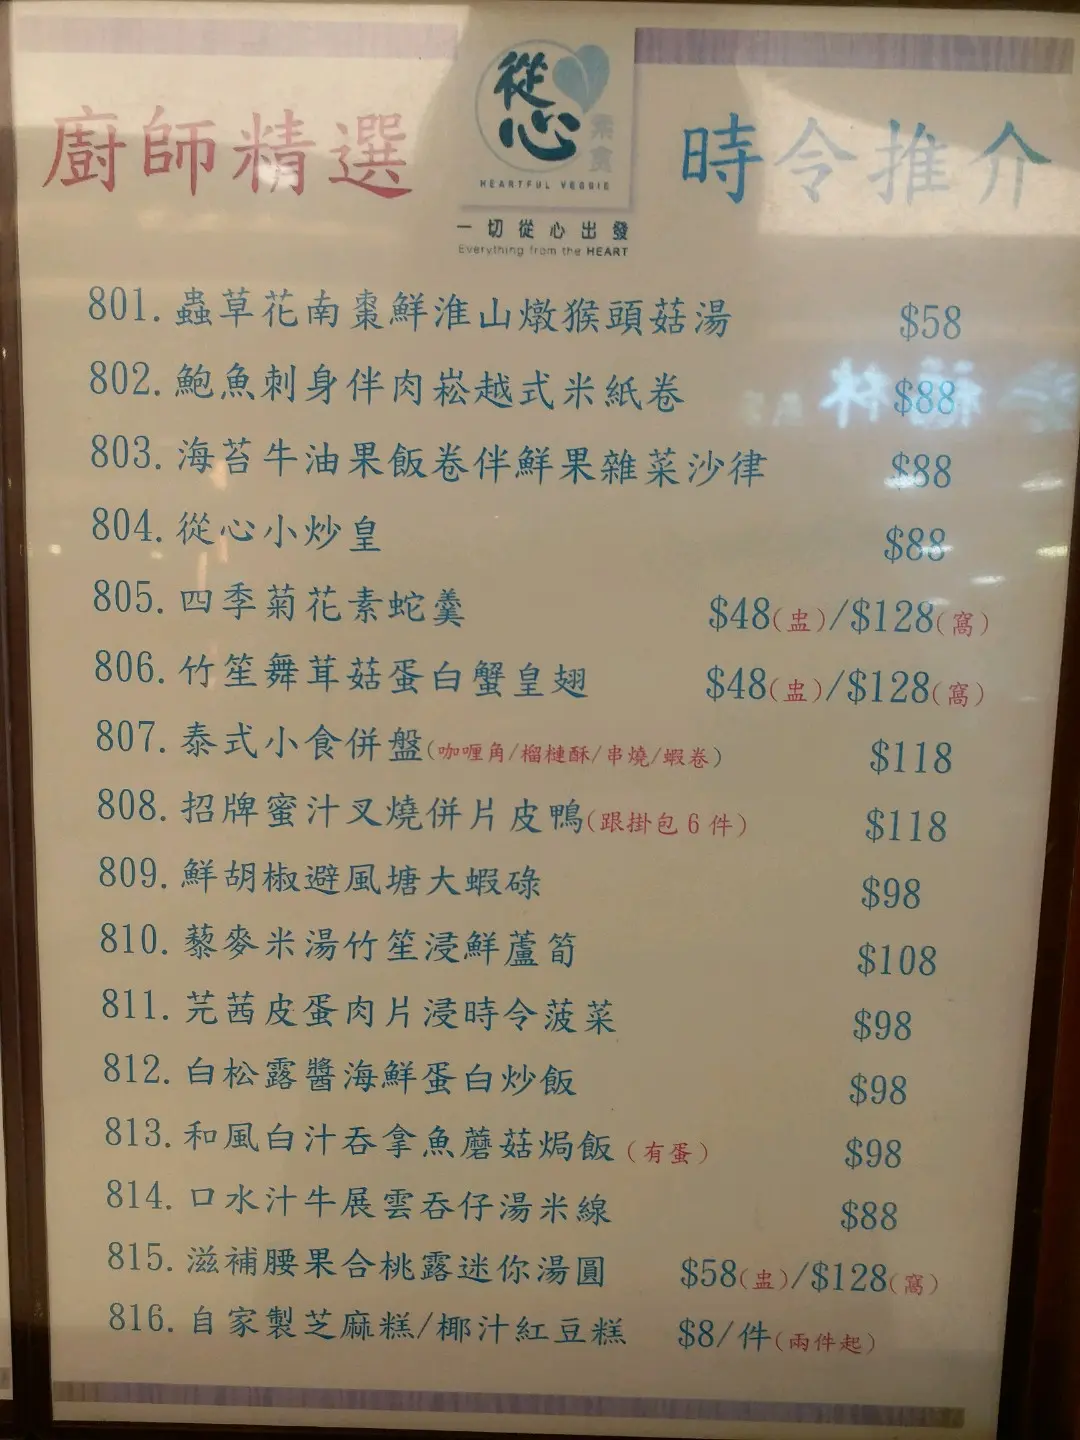 廚師精選
從心
素食
HEARTFUL VEGGIE
一切從心出發
Everything from the HEART
時令推介
801. 蟲草花南棗鮮淮山燉猴頭菇湯 $58
802. 鮑魚刺身伴肉崧越式米紙卷 $88
803. 海苔牛油果飯卷伴鮮果雜菜沙律 $88
804. 從心小炒皇 $88
805. 四季菊花素蛇羹 $48(盅)/$128(窩)
806. 竹笙舞茸菇蛋白蟹皇翅 $48(盅)/$128(窩)
807. 泰式小食併盤(咖喱角/榴槤酥/串燒/蝦卷) $118
808. 招牌蜜汁叉燒併片皮鴨(跟掛包6件) $118
809. 鮮胡椒避風塘大蝦碌 $98
810. 藜麥米湯竹笙浸鮮蘆筍 $108
811. 芫茜皮蛋肉片浸時令菠菜 $98
812. 白松露醬海鮮蛋白炒飯 $98
813. 和風白汁吞拿魚蘑菇焗飯(有蛋) $98
814. 口水汁牛展雲吞仔湯米線 $88
815. 滋補腰果合桃露迷你湯圓 $58(盅)/$128(窩)
816. 自家製芝麻糕/椰汁紅豆糕 $8/件(兩件起)